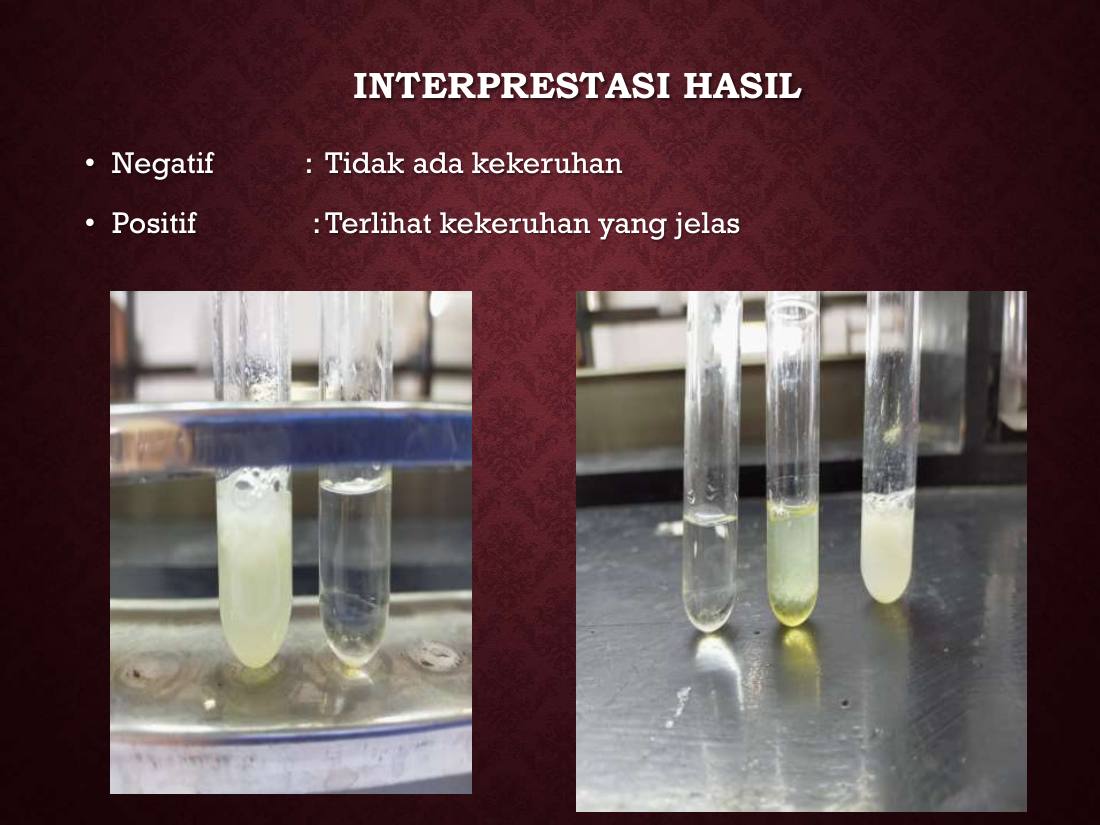 INTERPRESTASI HASIL
• Negatif : Tidak ada kekeruhan
• Positif : Terlihat kekeruhan yang jelas